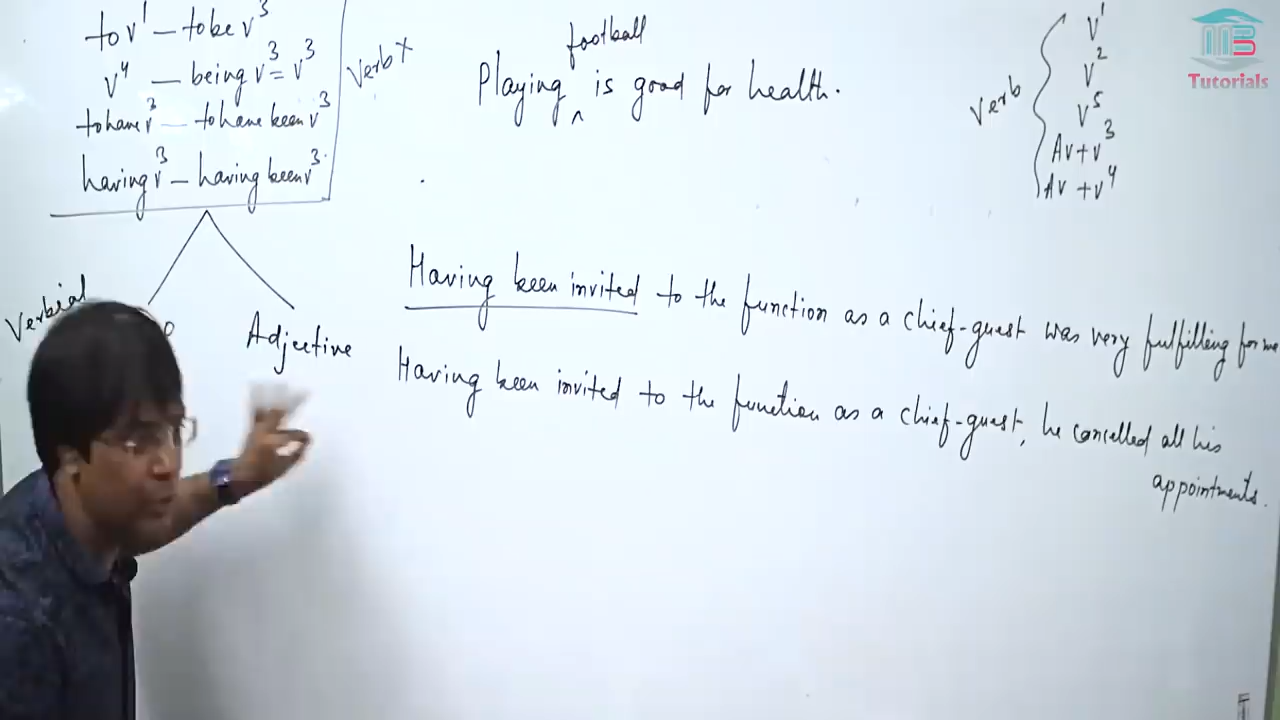 to v¹ – to be v³
v⁴ – being v³ = v³
to have v³ – to have been v³
having v³ – having been v³.
Verb ×
Verbial
Adjective
football
Playing ^ is good for health.
Verb
v¹
v²
v⁵
Av + v³
Av + v⁴
Having been invited to the function as a chief-guest was very fulfilling for me
Having been invited to the function as a chief-guest, he cancelled all his
appointments.
MB
Tutorials